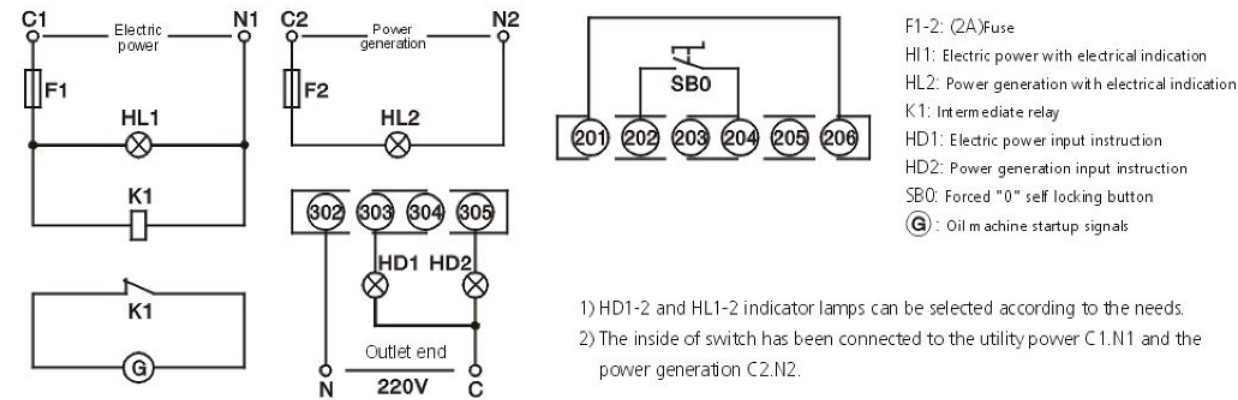 C1 Electric power N1
F1
HL1
K1
K1
G
C2 Power generation N2
F2
HL2
302 303 304 305
HD1 HD2
Outlet end
N 220V C
SB0
201 202 203 204 205 206
F1-2: (2A)Fuse
HI1: Electric power with electrical indication
HL2: Power generation with electrical indication
K1: Intermediate relay
HD1: Electric power input instruction
HD2: Power generation input instruction
SB0: Forced "0" self locking button
G : Oil machine startup signals
1) HD1-2 and HL1-2 indicator lamps can be selected according to the needs.
2) The inside of switch has been connected to the utility power C1.N1 and the
power generation C2.N2.